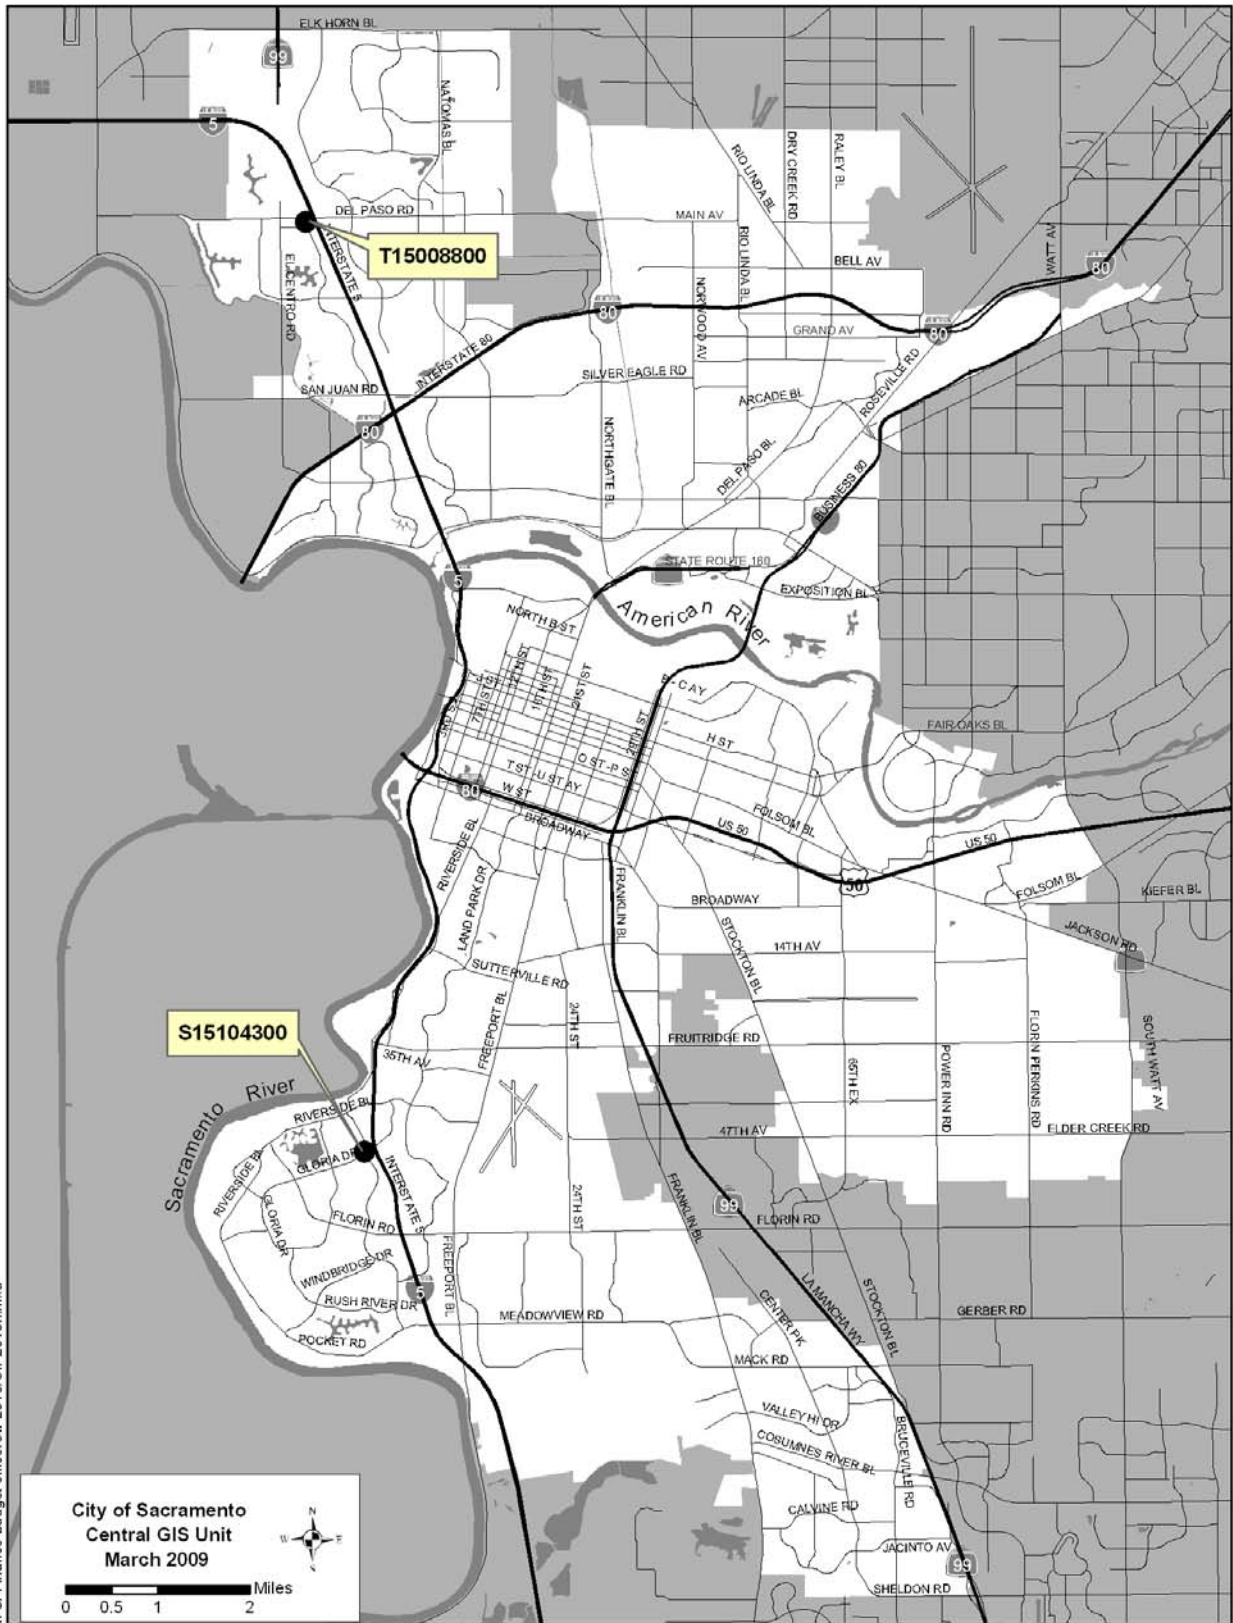 ELK HORN BL
99
NATOMAS BL
5
RIO LINDA BL
DRY CREEK RD
RALEY BL
DEL PASO RD
MAIN AV
T15008800
INTERSTATE 5
EL CENTRO RD
RIO LINDA BL
BELL AV
WATT AV
80
80
NORWOOD AV
GRAND AV
80
INTERSTATE 80
SILVER EAGLE RD
SAN JUAN RD
ARCADE BL
ROSEVILLE RD
80
NORTHGATE BL
DEL PASO BL
BUSINESS 80
5
STATE ROUTE 160
EXPOSITION BL
American River
NORTH B ST
12TH ST
16TH ST
21ST ST
J ST
7TH ST
3RD ST
29TH ST
H ST
FAIR OAKS BL
O ST-P S
T ST-U ST AY
W ST
80
BROADWAY
FOLSOM BL
US 50
US 50
50
RIVERSIDE BL
LAND PARK DR
FRANKLIN BL
BROADWAY
FOLSOM BL
KIEFER BL
STOCKTON BL
14TH AV
JACKSON RD
SUTTERVILLE RD
S15104300
FREEPORT BL
24TH ST
FRUITRIDGE RD
35TH AV
65TH EX
POWER INN RD
FLORIN PERKINS RD
SOUTH WATT AV
Sacramento River
RIVERSIDE BL
47TH AV
ELDER CREEK RD
GLORIA DR
RIVERSIDE BL
INTERSTATE 5
GLORIA DR
24TH ST
FRANKLIN BL
99
FLORIN RD
FLORIN RD
FREEPORT BL
WINDBRIDGE DR
5
RUSH RIVER DR
MEADOWVIEW RD
LA MANCHA WY
STOCKTON BL
CENTER PK
GERBER RD
POCKET RD
MACK RD
VALLEY HI DR
BRUCEVILLE RD
COSUMNES RIVER BL
CALVINE RD
JACINTO AV
99
SHELDON RD
City of Sacramento
Central GIS Unit
March 2009
N
W E
S
Miles
0 0.5 1 2